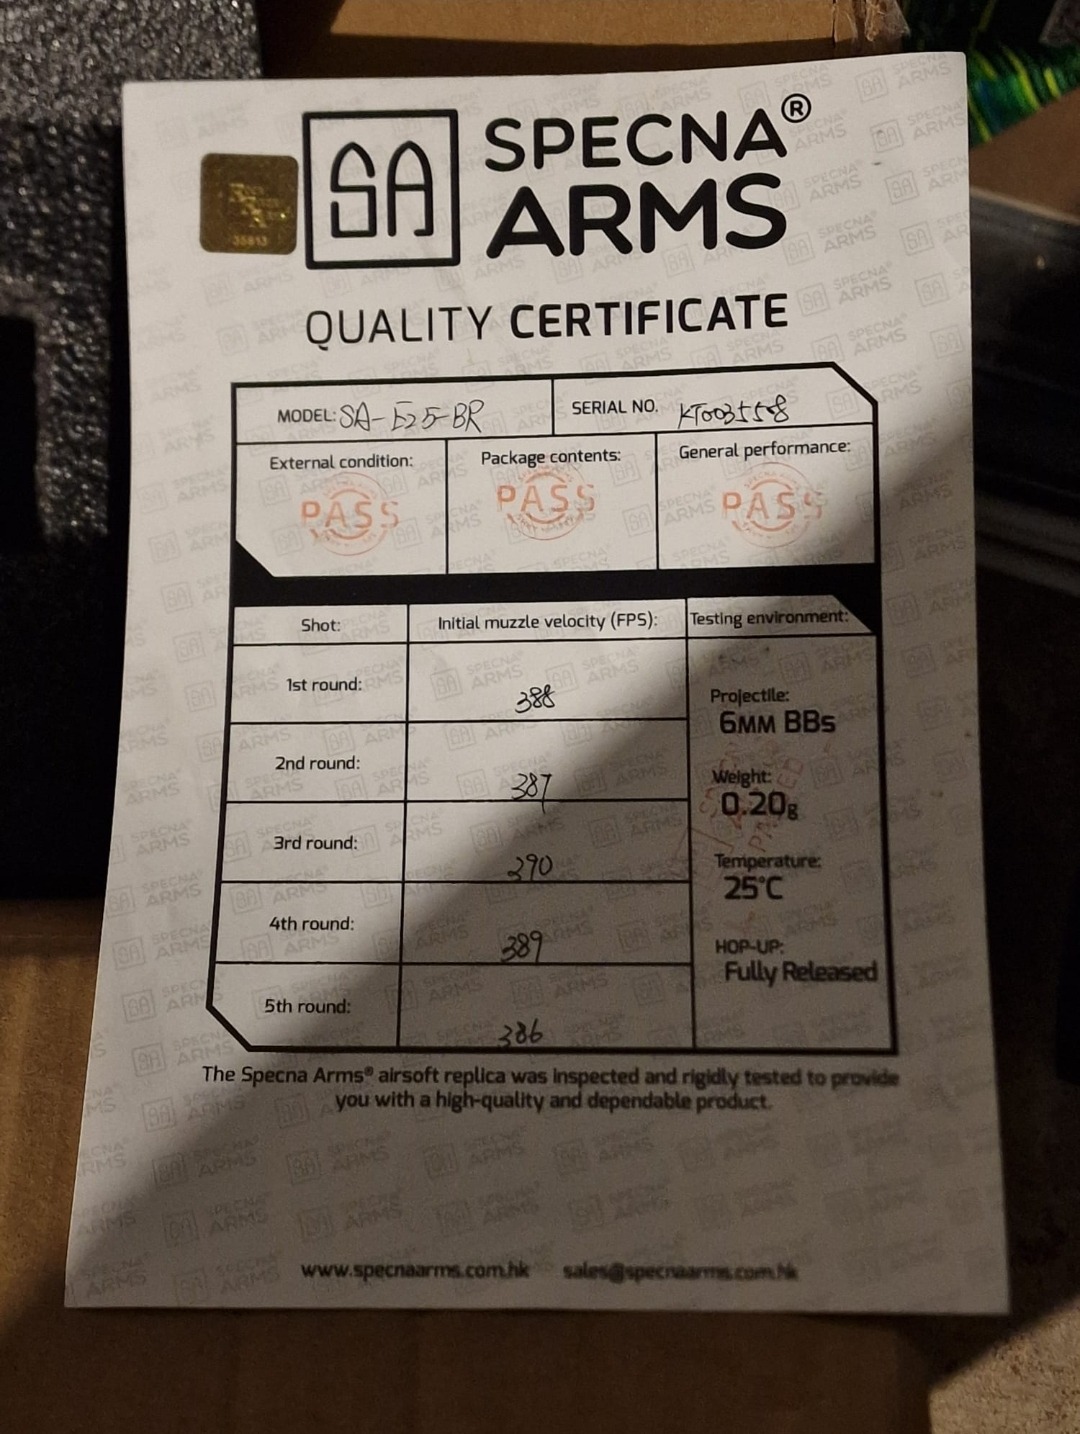 SA SPECNA®
ARMS
35813
QUALITY CERTIFICATE
MODEL: SA-E25-BR
SERIAL NO. KT003558
External condition:
PASS
Package contents:
PASS
General performance:
PASS
Shot:
Initial muzzle velocity (FPS):
Testing environment:
1st round:
388
2nd round:
387
3rd round:
390
4th round:
389
5th round:
386
Projectile:
6MM BBs
Weight:
0.20g
Temperature:
25°C
HOP-UP:
Fully Released
The Specna Arms® airsoft replica was inspected and rigidly tested to provide
you with a high-quality and dependable product.
www.specnaarms.com.hk sales@specnaarms.com.hk